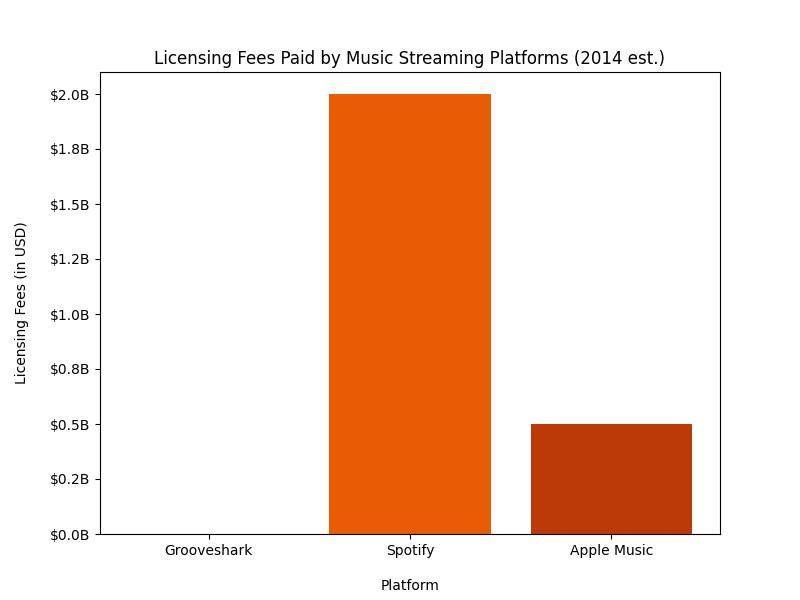 Licensing Fees Paid by Music Streaming Platforms (2014 est.)
$2.0B
$1.8B
$1.5B
$1.2B
$1.0B
$0.8B
$0.5B
$0.2B
$0.0B
Licensing Fees (in USD)
Grooveshark
Spotify
Apple Music
Platform